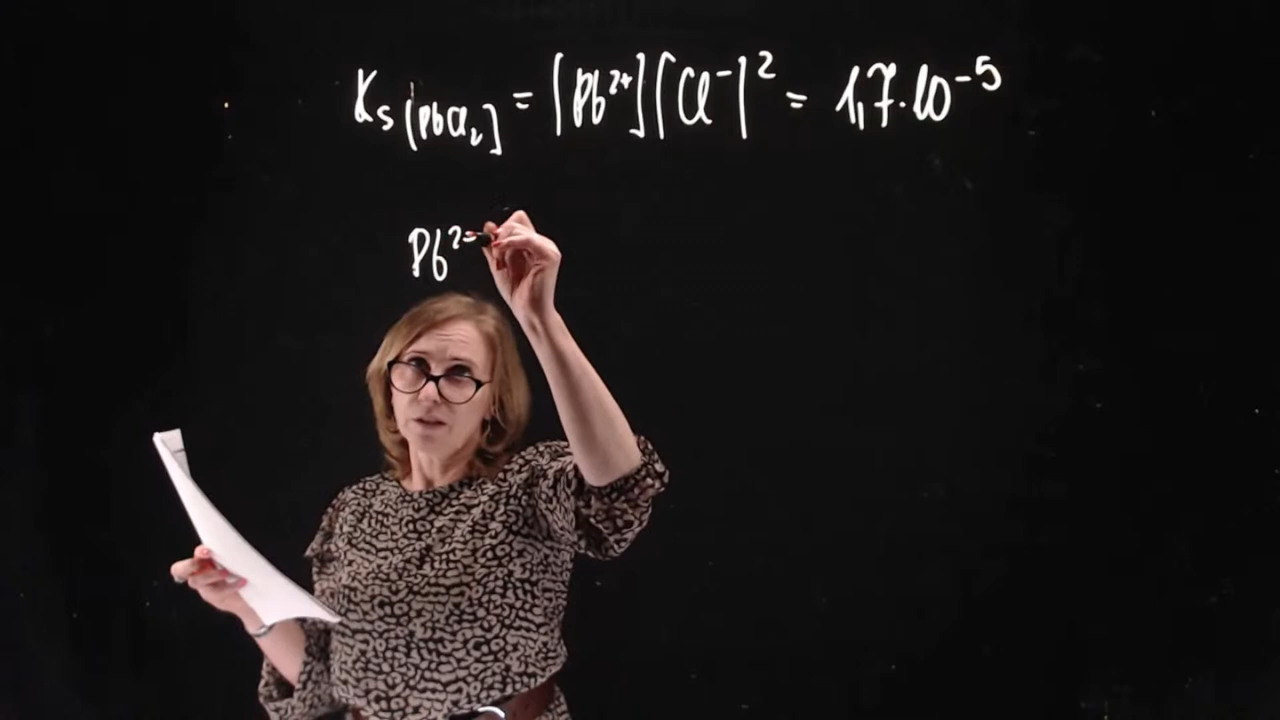 Ks (PbCl₂] = [Pb²⁺][Cl⁻]² = 1,7·10⁻⁵
Pb²⁻